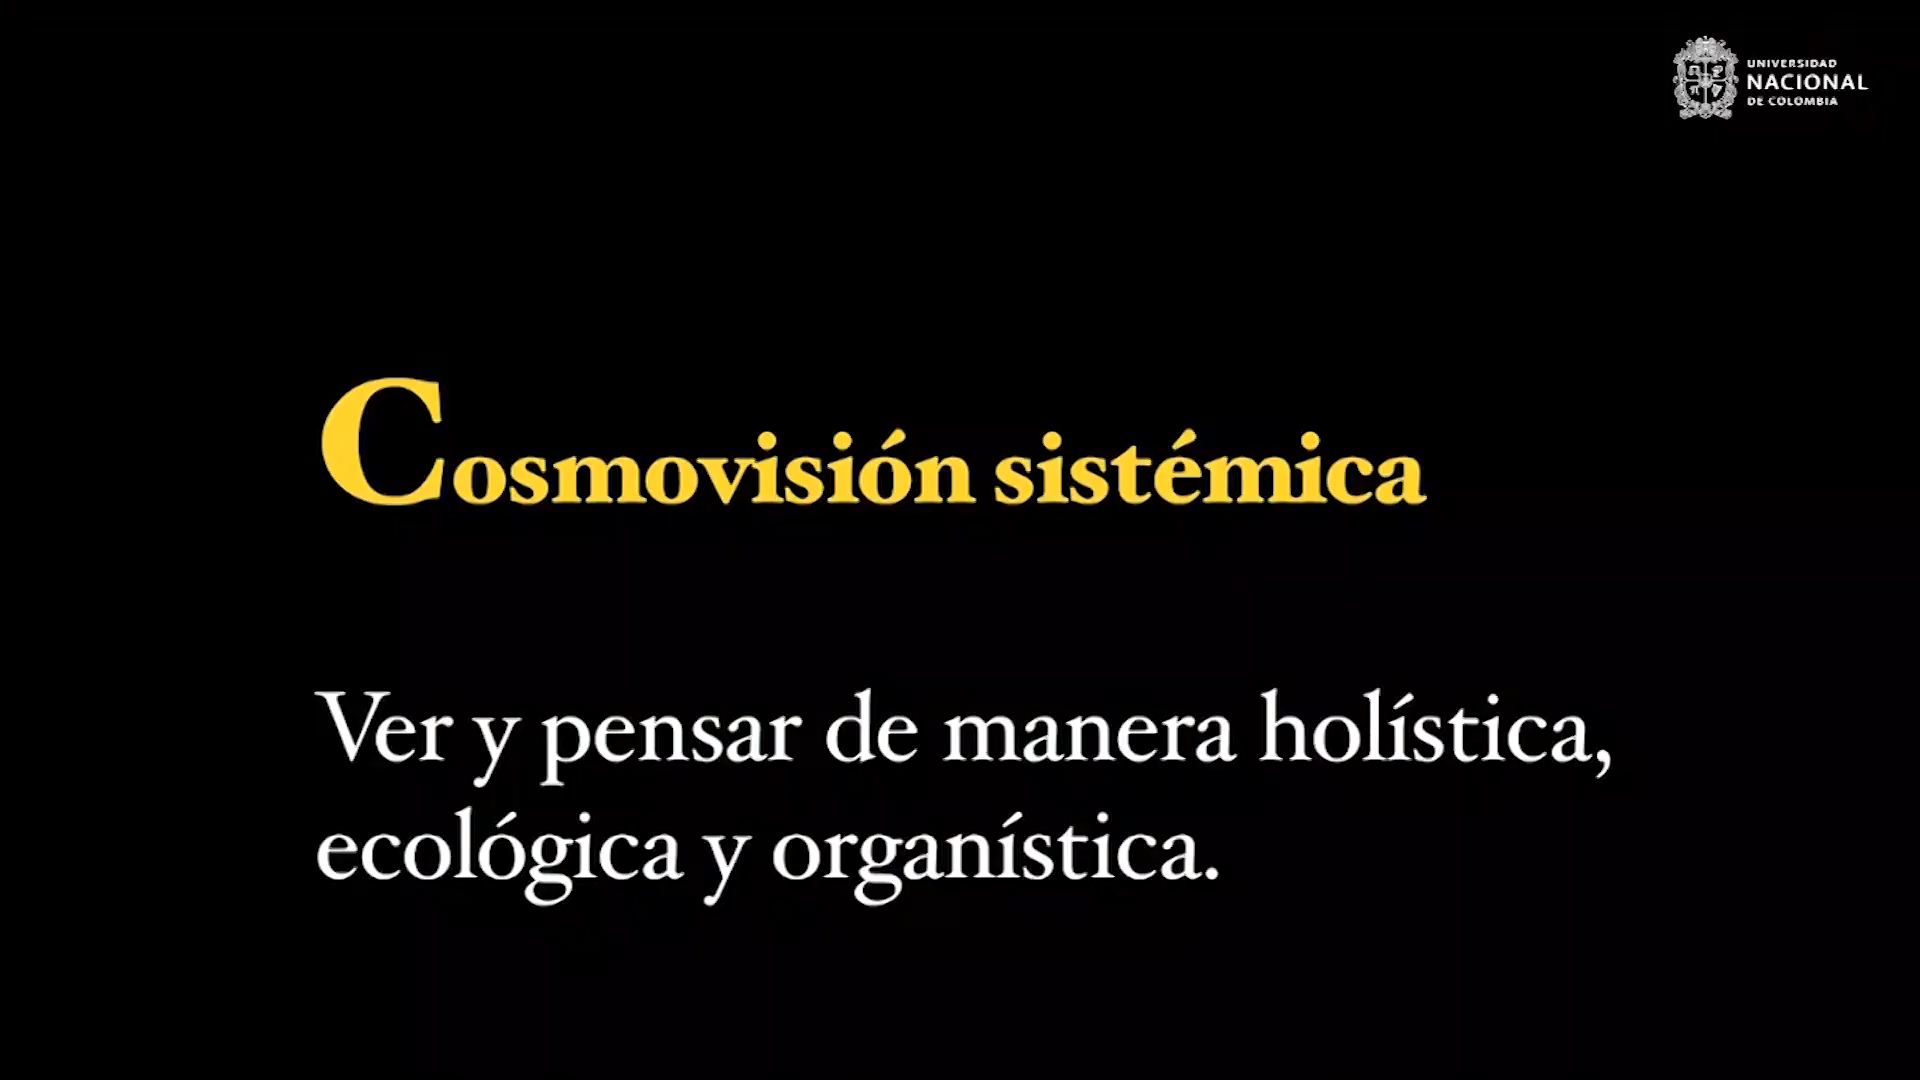 UNIVERSIDAD
NACIONAL
DE COLOMBIA
Cosmovisión sistémica
Ver y pensar de manera holística,
ecológica y organística.